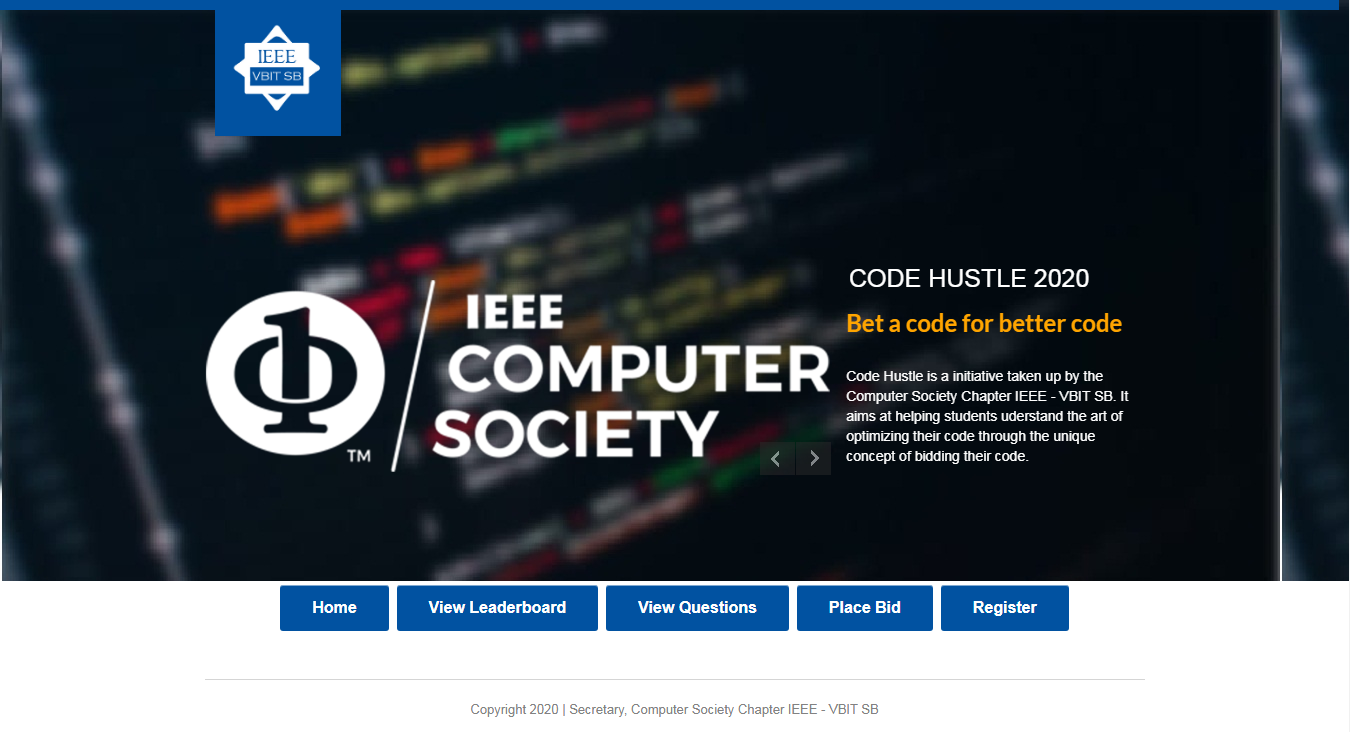 IEEE
VBIT SB
CODE HUSTLE 2020
Bet a code for better code
IEEE
COMPUTER
SOCIETY
TM
Code Hustle is a initiative taken up by the
Computer Society Chapter IEEE - VBIT SB. It
aims at helping students uderstand the art of
optimizing their code through the unique
concept of bidding their code.
Home
View Leaderboard
View Questions
Place Bid
Register
Copyright 2020 | Secretary, Computer Society Chapter IEEE - VBIT SB